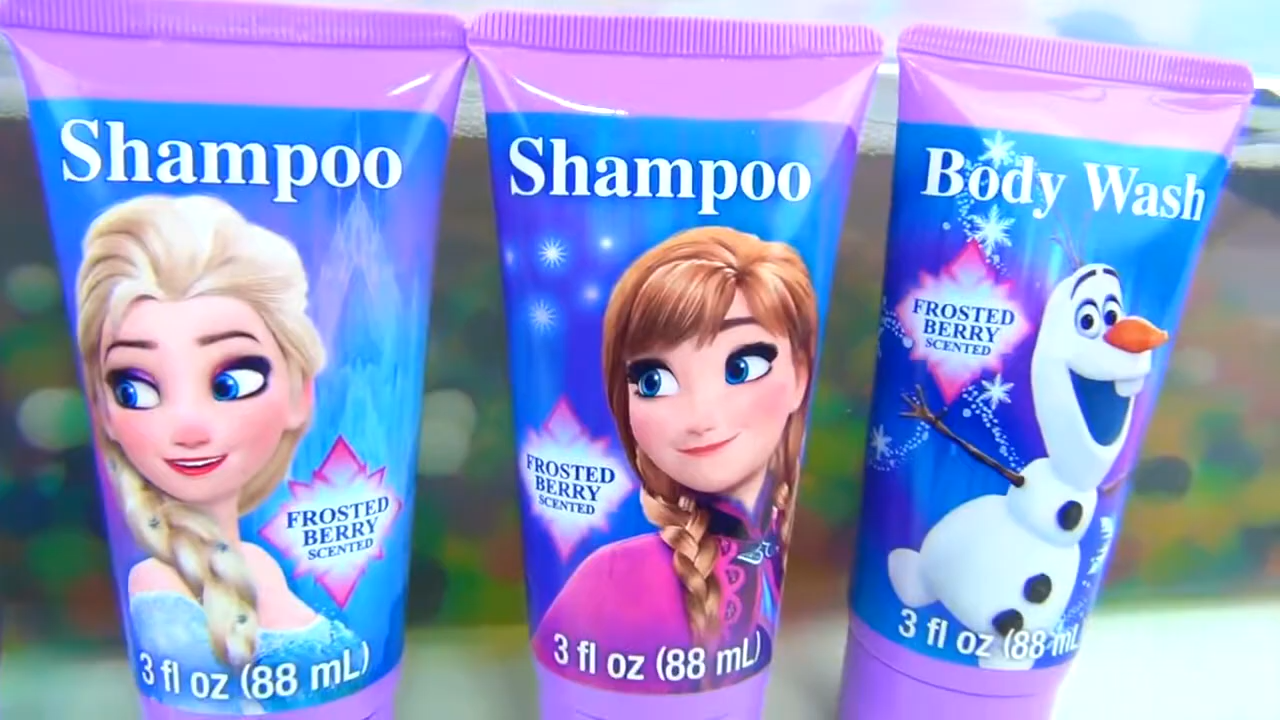 Shampoo
FROSTED
BERRY
SCENTED
3 fl oz (88 mL)
Shampoo
FROSTED
BERRY
SCENTED
3 fl oz (88 mL)
Body Wash
FROSTED
BERRY
SCENTED
3 fl oz (88 mL